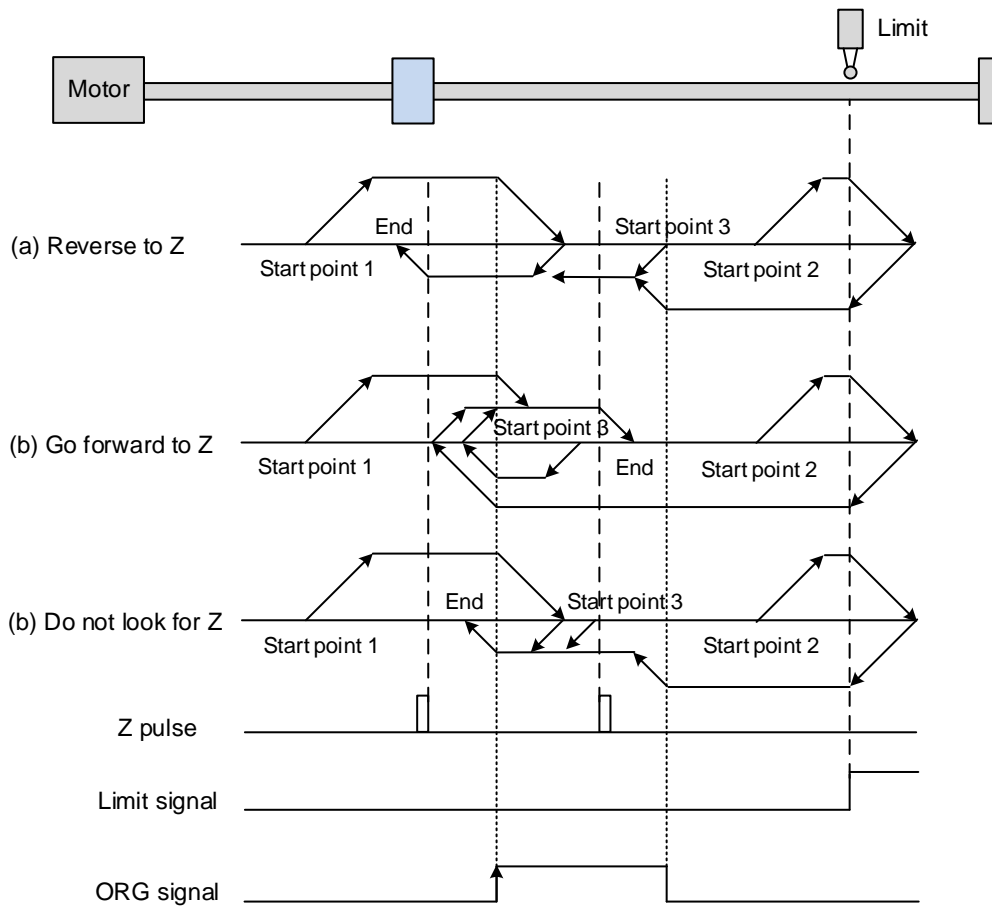 Limit
Motor
Start point 3
End
(a) Reverse to Z
Start point 1
Start point 2
Start point 3
(b) Go forward to Z
Start point 1
End
Start point 2
End
Start point 3
(b) Do not look for Z
Start point 1
Start point 2
Z pulse
Limit signal
ORG signal